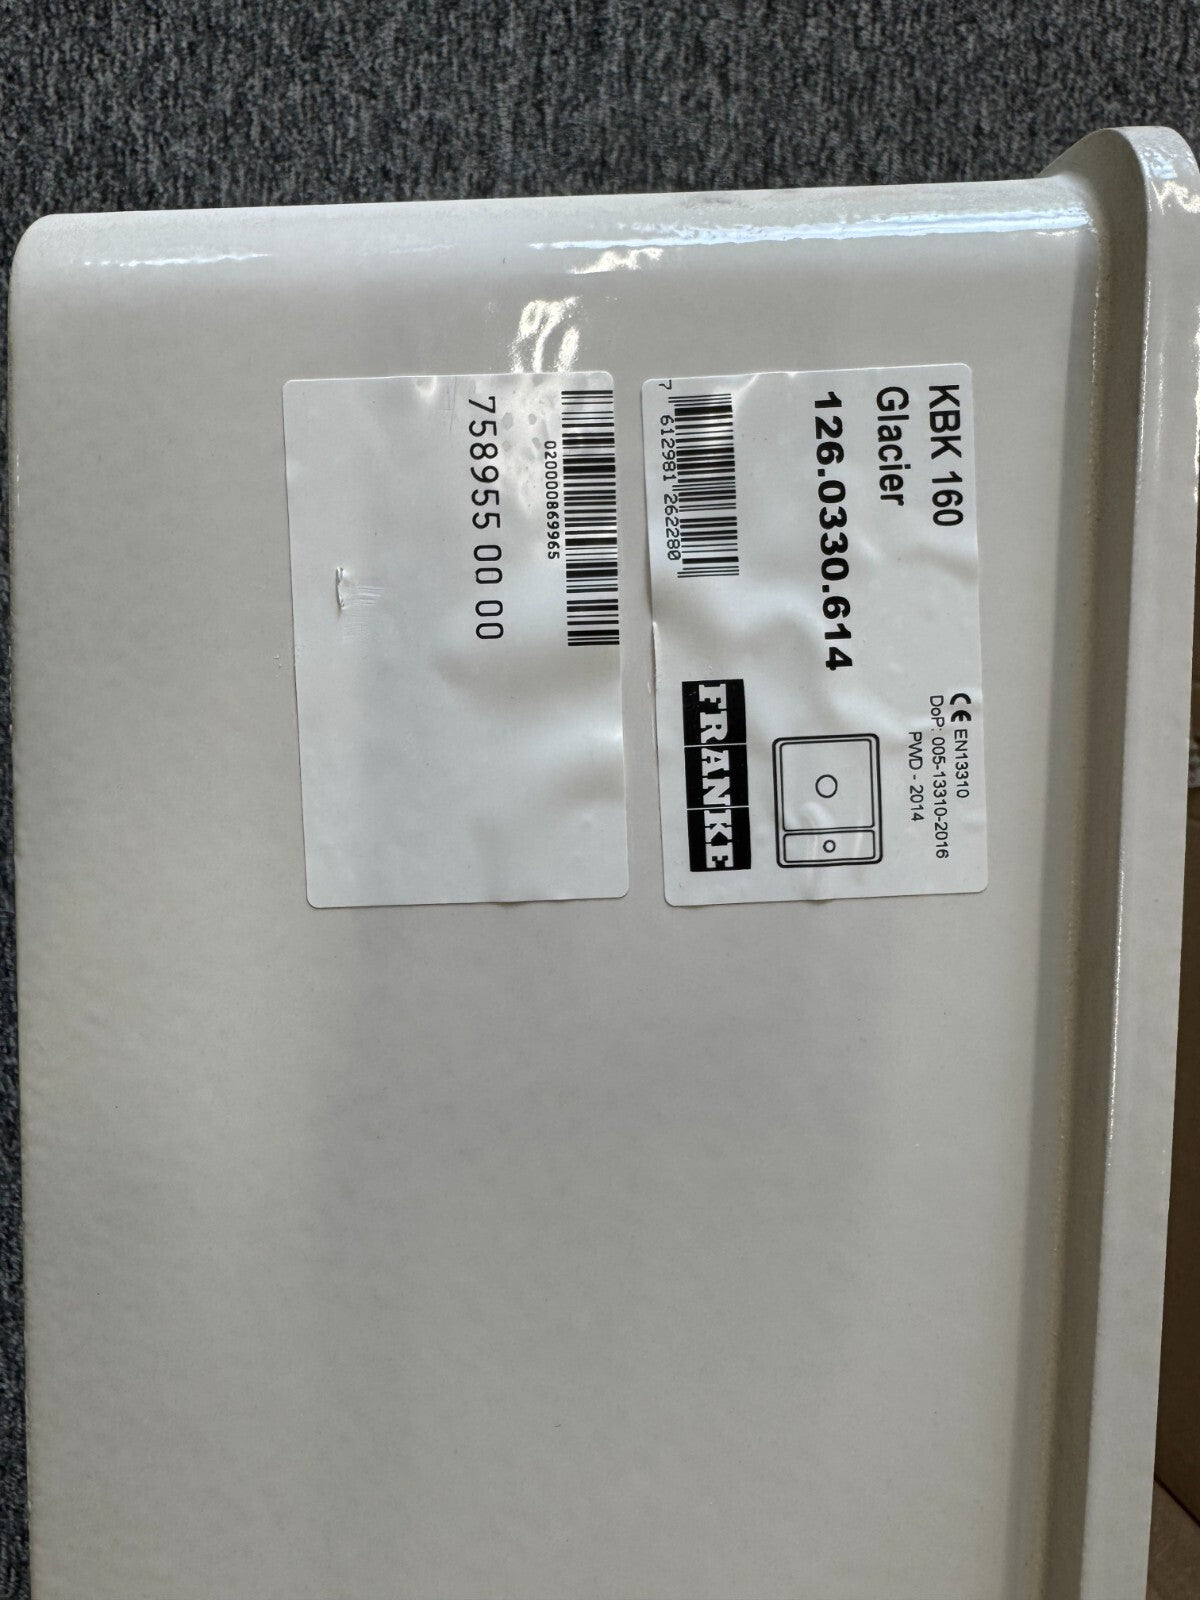 KBK 160
Glacier
126.0330.614
7 612981 262280
CE EN13310
DoP: 005-13310-2016
PWD - 2014
FRANKE
020000869965
758955 00 00